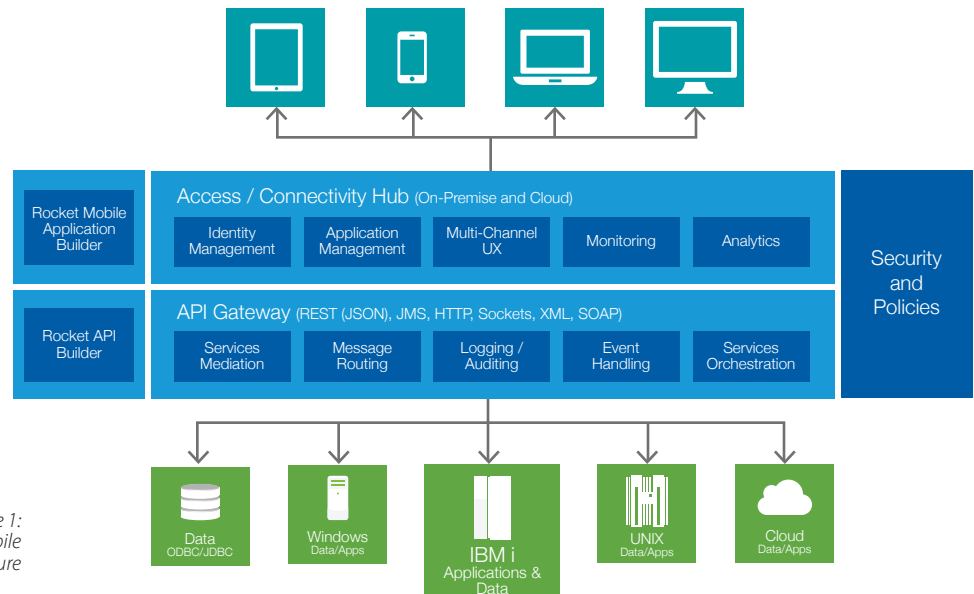 Rocket Mobile
Application
Builder
Access / Connectivity Hub (On-Premise and Cloud)
Identity
Management
Application
Management
Multi-Channel
UX
Monitoring
Analytics
Security
and
Policies
Rocket API
Builder
API Gateway (REST (JSON), JMS, HTTP, Sockets, XML, SOAP)
Services
Mediation
Message
Routing
Logging /
Auditing
Event
Handling
Services
Orchestration
Data
ODBC/JDBC
Windows
Data/Apps
IBM i
Applications &
Data
UNIX
Data/Apps
Cloud
Data/Apps
e 1:
bile
ure